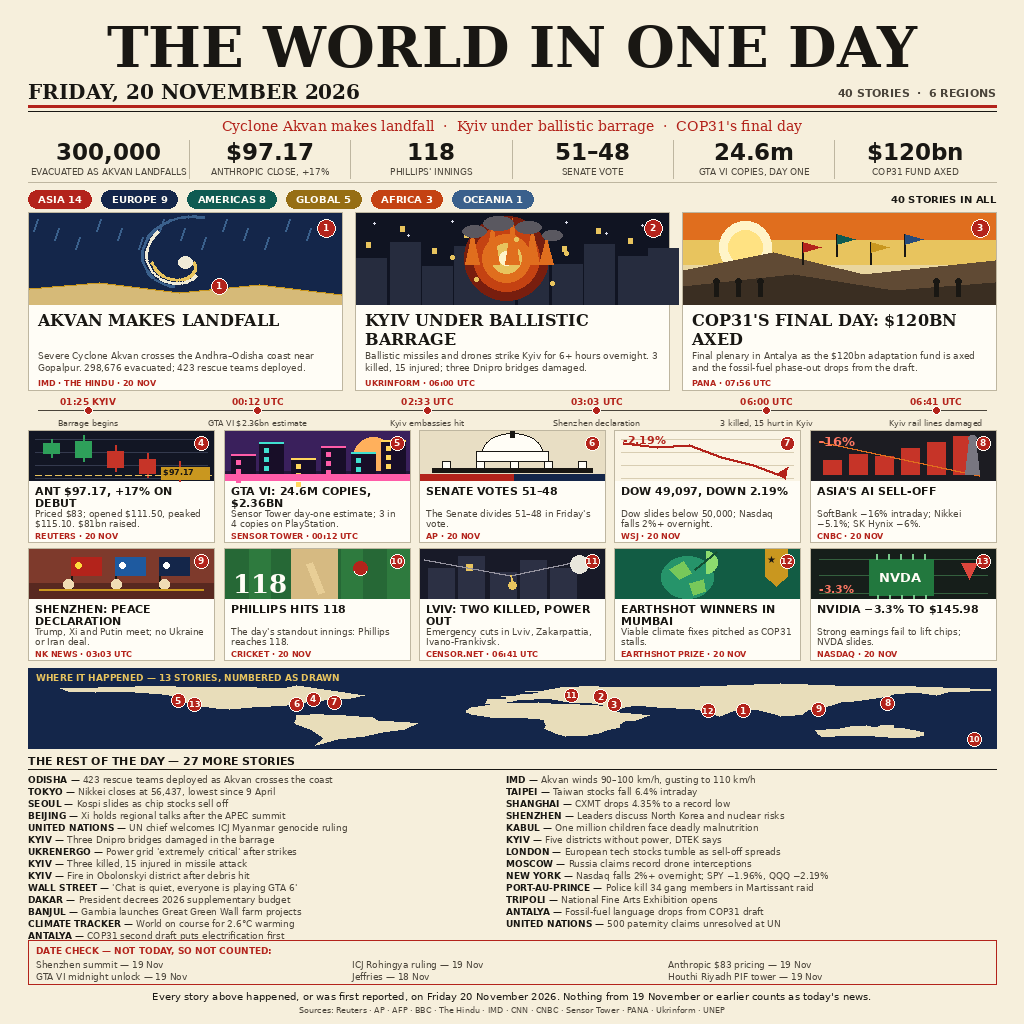 THE WORLD IN ONE DAY
FRIDAY, 20 NOVEMBER 2026
40 STORIES · 6 REGIONS
Cyclone Akvan makes landfall · Kyiv under ballistic barrage · COP31's final day
300,000
EVACUATED AS AKVAN LANDFALLS
$97.17
ANTHROPIC CLOSE, +17%
118
PHILLIPS' INNINGS
51–48
SENATE VOTE
24.6m
GTA VI COPIES, DAY ONE
$120bn
COP31 FUND AXED
ASIA 14
EUROPE 9
AMERICAS 8
GLOBAL 5
AFRICA 3
OCEANIA 1
40 STORIES IN ALL
1
1
AKVAN MAKES LANDFALL
Severe Cyclone Akvan crosses the Andhra–Odisha coast near
Gopalpur. 298,676 evacuated; 423 rescue teams deployed.
IMD · THE HINDU · 20 NOV
2
KYIV UNDER BALLISTIC
BARRAGE
Ballistic missiles and drones strike Kyiv for 6+ hours overnight. 3
killed, 15 injured; three Dnipro bridges damaged.
UKRINFORM · 06:00 UTC
3
COP31'S FINAL DAY: $120BN
AXED
Final plenary in Antalya as the $120bn adaptation fund is axed
and the fossil-fuel phase-out drops from the draft.
PANA · 07:56 UTC
01:25 KYIV
Barrage begins
00:12 UTC
GTA VI $2.36bn estimate
02:33 UTC
Kyiv embassies hit
03:03 UTC
Shenzhen declaration
06:00 UTC
3 killed, 15 hurt in Kyiv
06:41 UTC
Kyiv rail lines damaged
$97.17
4
ANT $97.17, +17% ON
DEBUT
Priced $83; opened $111.50, peaked
$115.10. $81bn raised.
REUTERS · 20 NOV
5
GTA VI: 24.6M COPIES,
$2.36BN
Sensor Tower day-one estimate; 3 in
4 copies on PlayStation.
SENSOR TOWER · 00:12 UTC
6
SENATE VOTES 51–48
The Senate divides 51–48 in Friday's
vote.
AP · 20 NOV
-2.19%
7
DOW 49,097, DOWN 2.19%
Dow slides below 50,000; Nasdaq
falls 2%+ overnight.
WSJ · 20 NOV
-16%
8
ASIA'S AI SELL-OFF
SoftBank −16% intraday; Nikkei
−5.1%; SK Hynix −6%.
CNBC · 20 NOV
9
SHENZHEN: PEACE
DECLARATION
Trump, Xi and Putin meet; no Ukraine
or Iran deal.
NK NEWS · 03:03 UTC
118
10
PHILLIPS HITS 118
The day's standout innings: Phillips
reaches 118.
CRICKET · 20 NOV
11
LVIV: TWO KILLED, POWER
OUT
Emergency cuts in Lviv, Zakarpattia,
Ivano-Frankivsk.
CENSOR.NET · 06:41 UTC
12
EARTHSHOT WINNERS IN
MUMBAI
Viable climate fixes pitched as COP31
stalls.
EARTHSHOT PRIZE · 20 NOV
-3.3%
NVDA
13
NVIDIA −3.3% TO $145.98
Strong earnings fail to lift chips;
NVDA slides.
NASDAQ · 20 NOV
WHERE IT HAPPENED — 13 STORIES, NUMBERED AS DRAWN
5 13 6 4 7 11 2 3 12 1 9 8 10
THE REST OF THE DAY — 27 MORE STORIES
ODISHA — 423 rescue teams deployed as Akvan crosses the coast
TOKYO — Nikkei closes at 56,437, lowest since 9 April
SEOUL — Kospi slides as chip stocks sell off
BEIJING — Xi holds regional talks after the APEC summit
UNITED NATIONS — UN chief welcomes ICJ Myanmar genocide ruling
KYIV — Three Dnipro bridges damaged in the barrage
UKRENERGO — Power grid 'extremely critical' after strikes
KYIV — Three killed, 15 injured in missile attack
KYIV — Fire in Obolonskyi district after debris hit
WALL STREET — 'Chat is quiet, everyone is playing GTA 6'
DAKAR — President decrees 2026 supplementary budget
BANJUL — Gambia launches Great Green Wall farm projects
CLIMATE TRACKER — World on course for 2.6°C warming
ANTALYA — COP31 second draft puts electrification first
IMD — Akvan winds 90–100 km/h, gusting to 110 km/h
TAIPEI — Taiwan stocks fall 6.4% intraday
SHANGHAI — CXMT drops 4.35% to a record low
SHENZHEN — Leaders discuss North Korea and nuclear risks
KABUL — One million children face deadly malnutrition
KYIV — Five districts without power, DTEK says
LONDON — European tech stocks tumble as sell-off spreads
MOSCOW — Russia claims record drone interceptions
NEW YORK — Nasdaq falls 2%+ overnight; SPY −1.96%, QQQ −2.19%
PORT-AU-PRINCE — Police kill 34 gang members in Martissant raid
TRIPOLI — National Fine Arts Exhibition opens
ANTALYA — Fossil-fuel language drops from COP31 draft
UNITED NATIONS — 500 paternity claims unresolved at UN
DATE CHECK — NOT TODAY, SO NOT COUNTED:
Shenzhen summit — 19 Nov
ICJ Rohingya ruling — 19 Nov
Anthropic $83 pricing — 19 Nov
GTA VI midnight unlock — 19 Nov
Jeffries — 18 Nov
Houthi Riyadh PIF tower — 19 Nov
Every story above happened, or was first reported, on Friday 20 November 2026. Nothing from 19 November or earlier counts as today's news.
Sources: Reuters · AP · AFP · BBC · The Hindu · IMD · CNN · CNBC · Sensor Tower · PANA · Ukrinform · UNEP